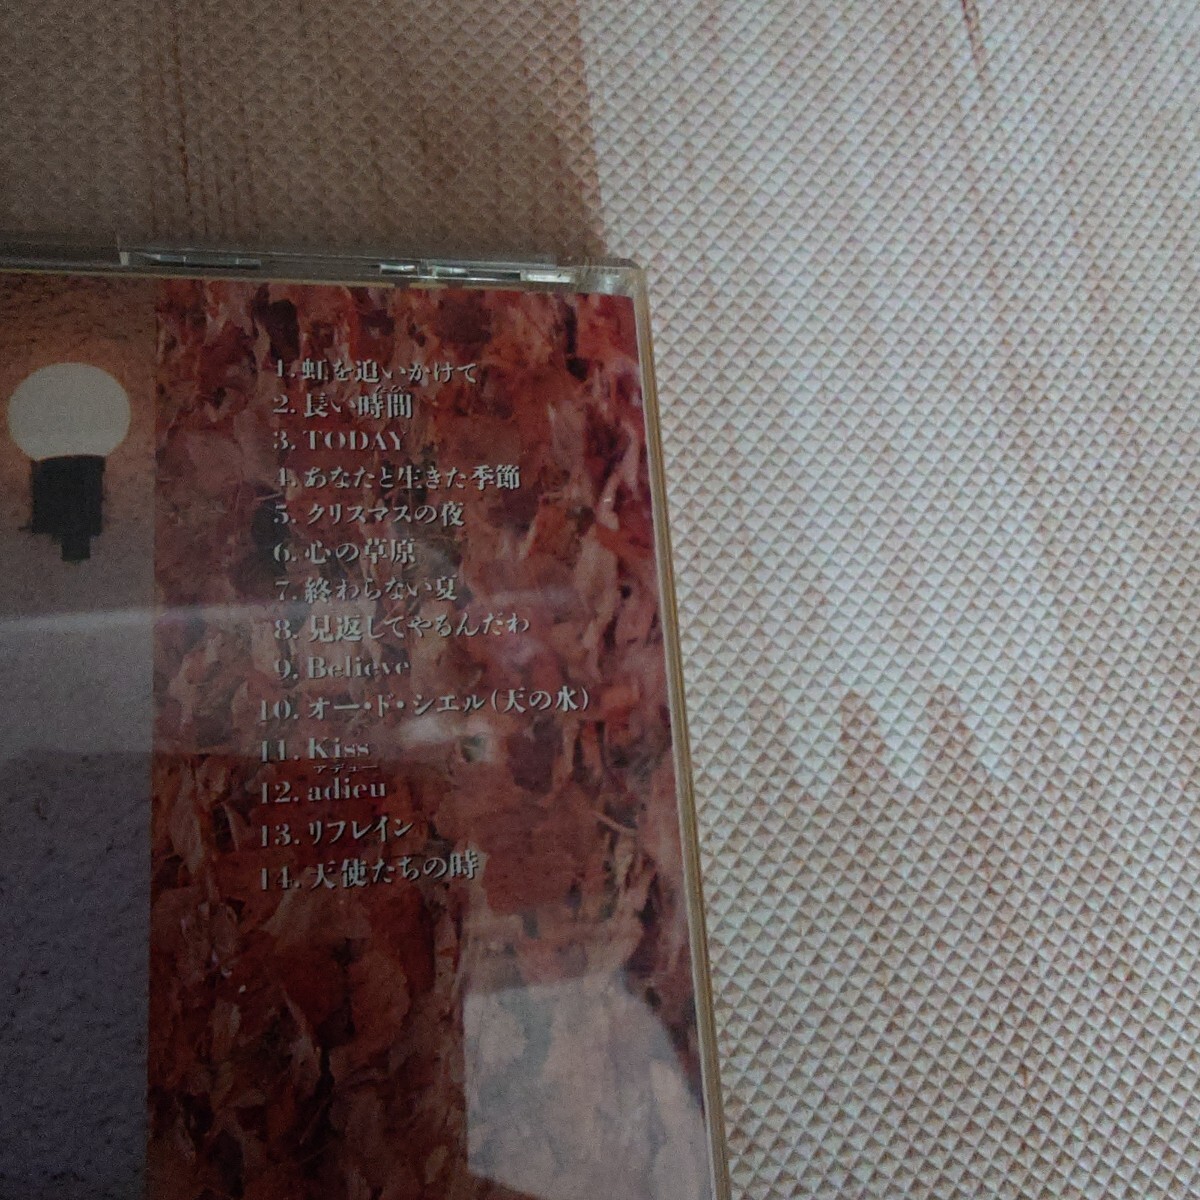 1. 虹を追いかけて
2. 長い時間
3. TODAY
4. あなたと生きた季節
5. クリスマスの夜
6. 心の草原
7. 終わらない夏
8. 見返してやるんだわ
9. Believe
10. オー・ド・シエル(天の水)
11. Kiss
アデュー
12. adieu
13. リフレイン
14. 天使たちの時